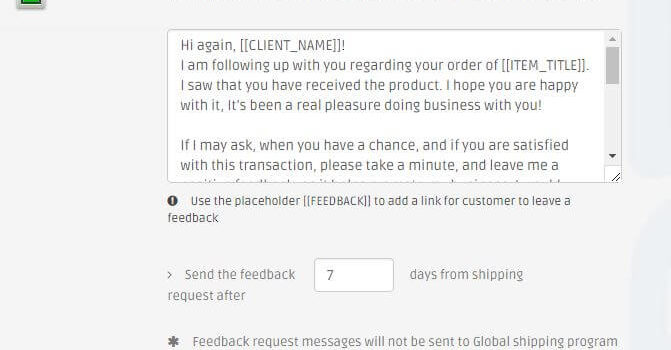 Hi again, [[CLIENT_NAME]]!
I am following up with you regarding your order of [[ITEM_TITLE]].
I saw that you have received the product. I hope you are happy
with it, It's been a real pleasure doing business with you!
If I may ask, when you have a chance, and if you are satisfied
with this transaction, please take a minute, and leave me a
Use the placeholder [[FEEDBACK]] to add a link for customer to leave a
feedback
> Send the feedback 7 days from shipping
request after
✱ Feedback request messages will not be sent to Global shipping program